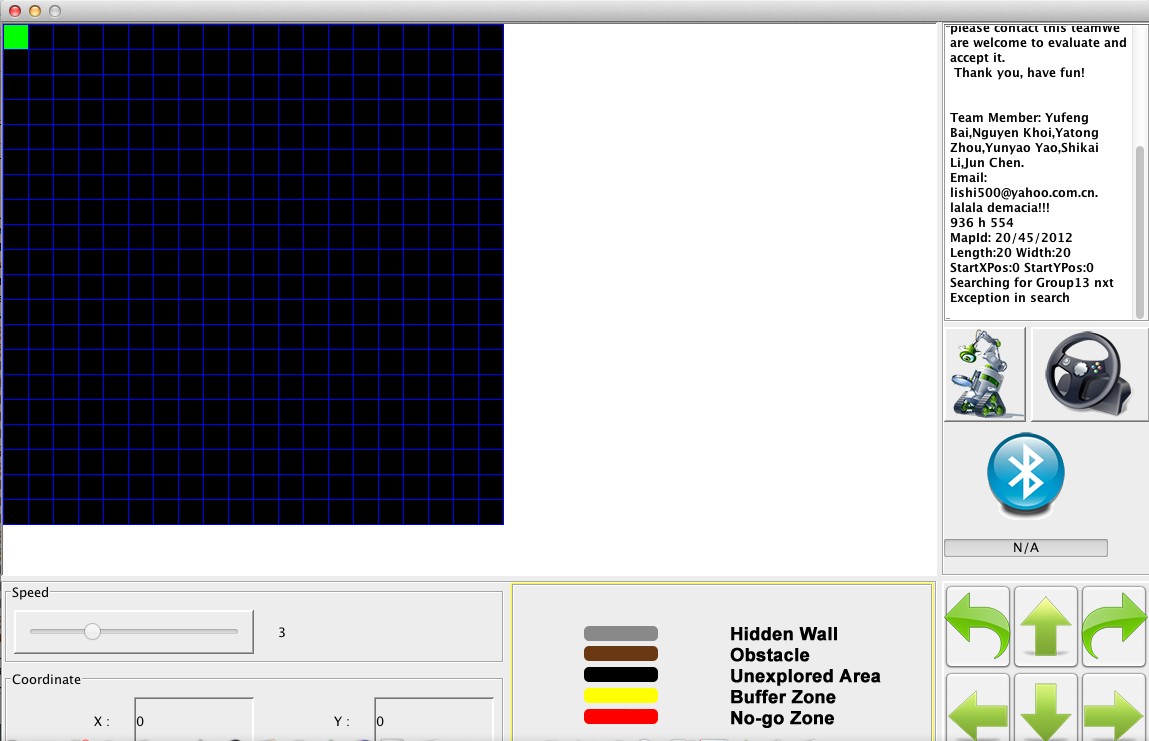 please contact this teamWe
are welcome to evaluate and
accept it.
Thank you, have fun!
Team Member: Yufeng
Bai,Nguyen Khoi,Yatong
Zhou,Yunyao Yao,Shikai
Li,Jun Chen.
Email:
lishi500@yahoo.com.cn.
lalala demacia!!!
936 h 554
MapId: 20/45/2012
Length:20 Width:20
StartXPos:0 StartYPos:0
Searching for Group13 nxt
Exception in search
N/A
Speed
3
Coordinate
X :
0
Y :
0
Hidden Wall
Obstacle
Unexplored Area
Buffer Zone
No-go Zone